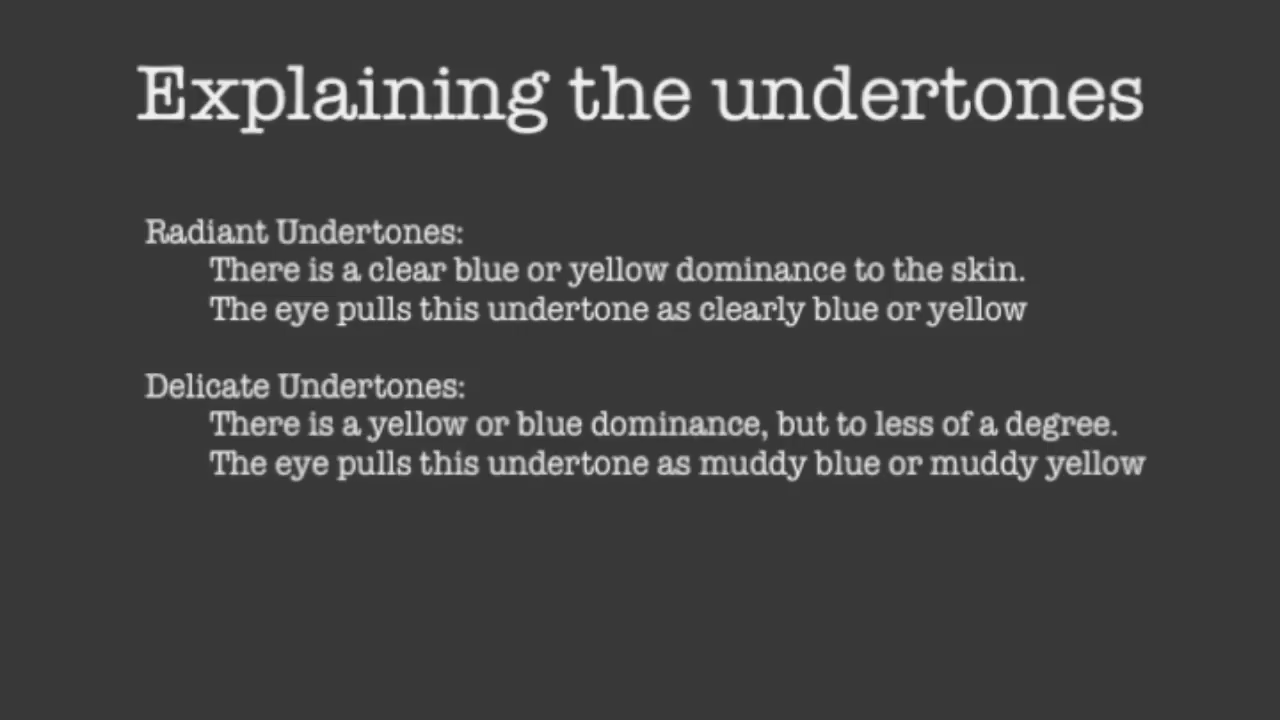 Explaining the undertones
Radiant Undertones:
There is a clear blue or yellow dominance to the skin.
The eye pulls this undertone as clearly blue or yellow
Delicate Undertones:
There is a yellow or blue dominance, but to less of a degree.
The eye pulls this undertone as muddy blue or muddy yellow